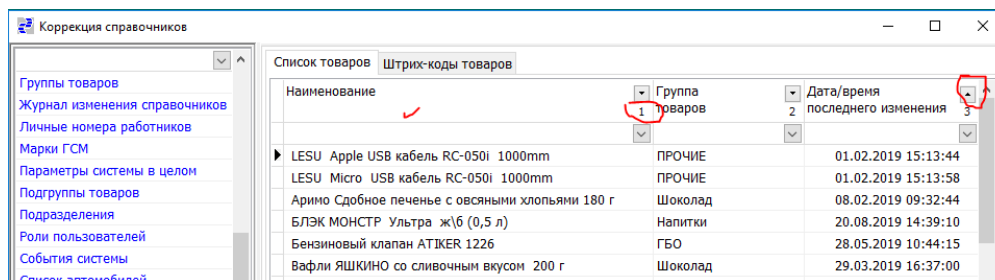 Коррекция справочников
Группы товаров
Журнал изменения справочников
Личные номера работников
Марки ГСМ
Параметры системы в целом
Подгруппы товаров
Подразделения
Роли пользователей
События системы
Список автомобилей
Список товаров Штрих-коды товаров
Наименование 1 Группа товаров 2 Дата/время последнего изменения 3
LESU Apple USB кабель RC-050i 1000mm ПРОЧИЕ 01.02.2019 15:13:44
LESU Micro USB кабель RC-050i 1000mm ПРОЧИЕ 01.02.2019 15:13:58
Аримо Сдобное печенье с овсяными хлопьями 180 г Шоколад 08.02.2019 09:32:44
БЛЭК МОНСТР Ультра ж\б (0,5 л) Напитки 20.08.2019 14:39:10
Бензиновый клапан ATIKER 1226 ГБО 28.05.2019 10:44:15
Вафли ЯШКИНО со сливочным вкусом 200 г Шоколад 29.03.2019 16:37:00